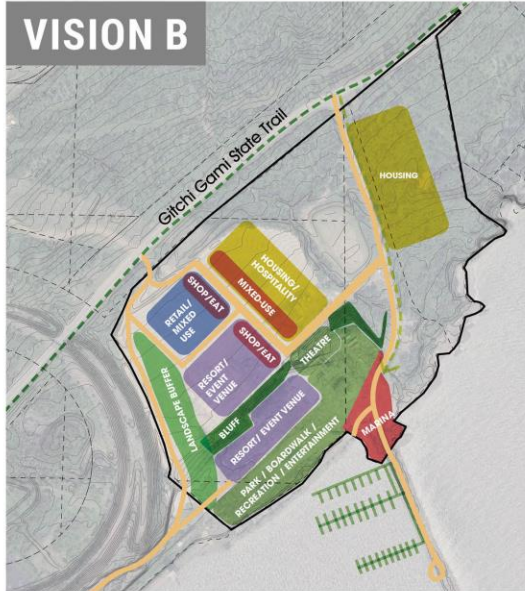 VISION B
Gitchi Gami State Trail
HOUSING
HOUSING/
HOSPITALITY
MIXED-USE
SHOP/EAT
RETAIL/
MIXED
USE
SHOP/EAT
THEATRE
RESORT/
EVENT
VENUE
LANDSCAPE BUFFER
BLUFF
RESORT/ EVENT VENUE
MARINA
PARK / BOARDWALK /
RECREATION / ENTERTAINMENT